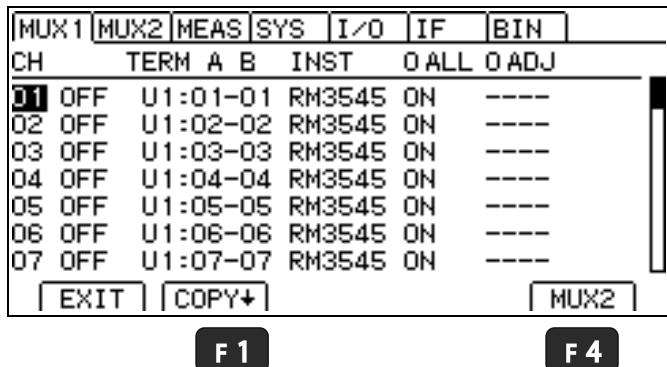 MUX1 MUX2 MEAS SYS I/O IF BIN
CH TERM A B INST 0 ALL 0 ADJ
01 OFF U1:01-01 RM3545 ON ----
02 OFF U1:02-02 RM3545 ON ----
03 OFF U1:03-03 RM3545 ON ----
04 OFF U1:04-04 RM3545 ON ----
05 OFF U1:05-05 RM3545 ON ----
06 OFF U1:06-06 RM3545 ON ----
07 OFF U1:07-07 RM3545 ON ----
EXIT COPY↓ MUX2
F 1 F 4